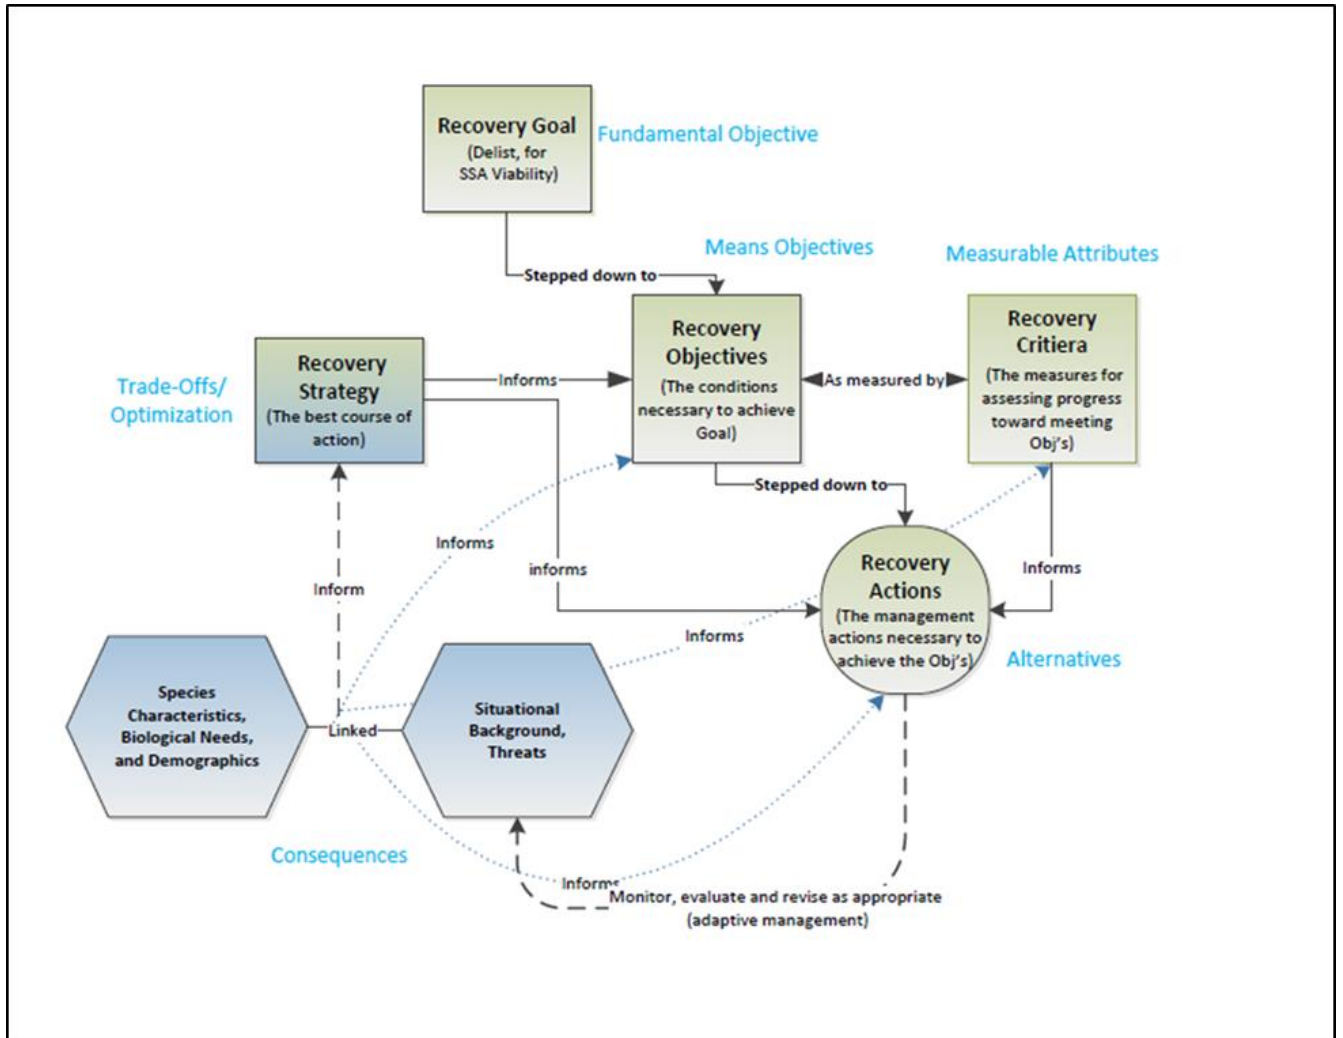 Recovery Goal
(Delist, for
SSA Viability)
Fundamental Objective
Means Objectives
Measurable Attributes
Stepped down to
Recovery
Objectives
(The conditions
necessary to achieve
Goal)
Recovery
Critiera
(The measures for
assessing progress
toward meeting
Obj's)
Trade-Offs/
Optimization
Recovery
Strategy
(The best course of
action)
Informs
As measured by
Stepped down to
Informs
informs
Informs
Inform
Recovery
Actions
(The management
actions necessary to
achieve the Obj's)
Informs
Alternatives
Species
Characteristics,
Biological Needs,
and Demographics
Linked
Situational
Background,
Threats
Consequences
Informs
Monitor, evaluate and revise as appropriate
(adaptive management)